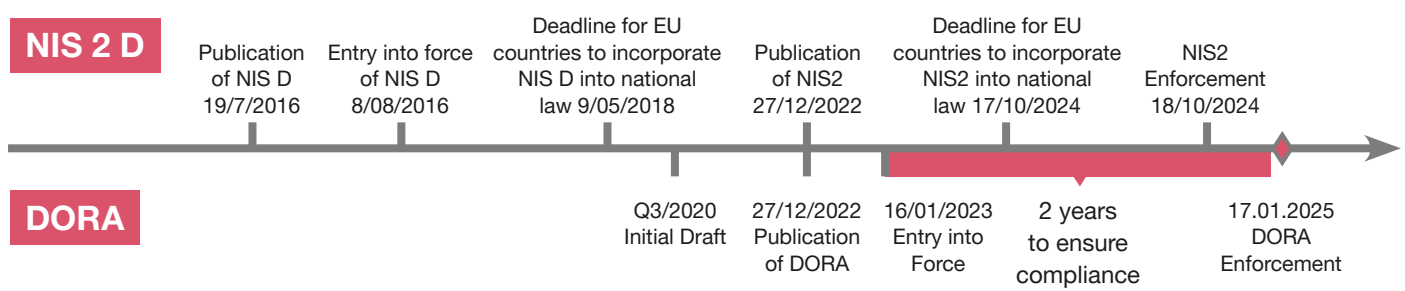 NIS 2 D
Publication
of NIS D
19/7/2016
Entry into force
of NIS D
8/08/2016
Deadline for EU
countries to incorporate
NIS D into national
law 9/05/2018
Publication
of NIS2
27/12/2022
Deadline for EU
countries to incorporate
NIS2 into national
law 17/10/2024
NIS2
Enforcement
18/10/2024
DORA
Q3/2020
Initial Draft
27/12/2022
Publication
of DORA
16/01/2023
Entry into
Force
2 years
to ensure
compliance
17.01.2025
DORA
Enforcement